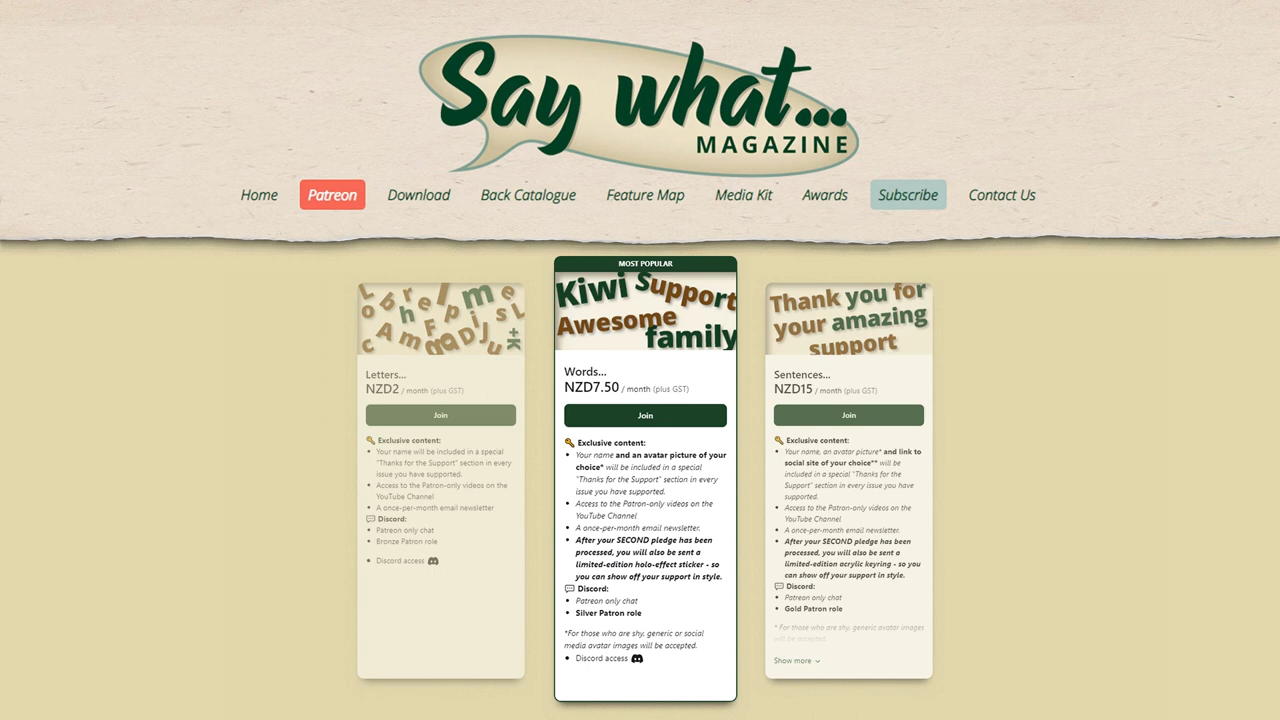 Say what...
MAGAZINE
Home Patreon Download Back Catalogue Feature Map Media Kit Awards Subscribe Contact Us
Letters...
NZD2 / month (plus GST)
Join
Exclusive content:
Your name will be included in a special
"Thanks for the Support" section in every
issue you have supported.
Access to the Patron-only videos on the
YouTube Channel
A once-per-month email newsletter
Discord:
Patreon only chat
Bronze Patron role
Discord access
MOST POPULAR
Kiwi Support
Awesome
family
Words...
NZD7.50 / month (plus GST)
Join
Exclusive content:
Your name and an avatar picture of your
choice* will be included in a special
"Thanks for the Support" section in every
issue you have supported.
Access to the Patron-only videos on the
YouTube Channel
A once-per-month email newsletter.
After your SECOND pledge has been
processed, you will also be sent a
limited-edition holo-effect sticker - so
you can show off your support in style.
Discord:
Patreon only chat
Silver Patron role
*For those who are shy, generic or social
media avatar images will be accepted.
Discord access
Thank you for
your amazing
support
Sentences...
NZD15 / month (plus GST)
Join
Exclusive content:
Your name, an avatar picture* and link to
social site of your choice** will be
included in a special "Thanks for the
Support" section in every issue you have
supported.
Access to the Patron-only videos on the
YouTube Channel
A once-per-month email newsletter.
After your SECOND pledge has been
processed, you will also be sent a
limited-edition acrylic keyring - so you
can show off your support in style.
Discord:
Patreon only chat
Gold Patron role
* For those who are shy, generic avatar images
will be accepted.
Show more